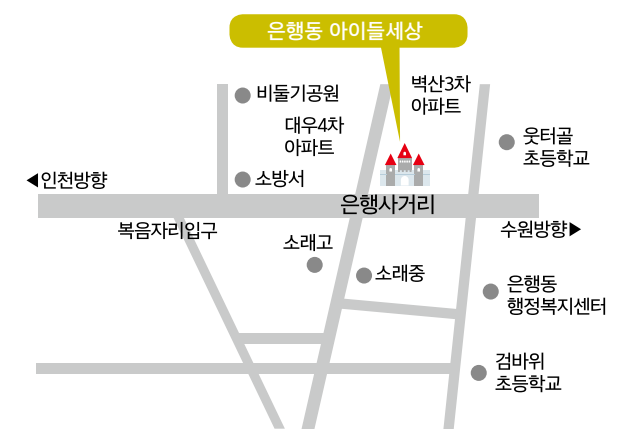 은행동 아이들세상
벽산3차
아파트
비둘기공원
대우4차
아파트
웃터골
초등학교
◀인천방향
소방서
은행사거리
복음자리입구
수원방향▶
소래고
소래중
은행동
행정복지센터
검바위
초등학교